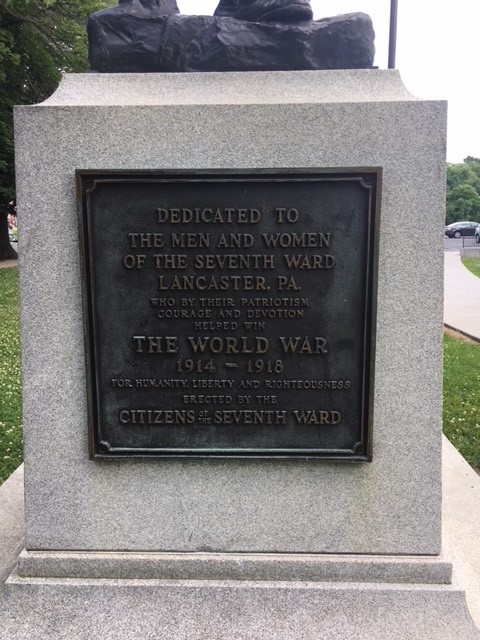 DEDICATED TO
THE MEN AND WOMEN
OF THE SEVENTH WARD
LANCASTER, PA.
WHO BY THEIR PATRIOTISM
COURAGE AND DEVOTION
HELPED WIN
THE WORLD WAR
1914 - 1918
FOR HUMANITY, LIBERTY AND RIGHTEOUSNESS
ERECTED BY THE
CITIZENS OF THE SEVENTH WARD